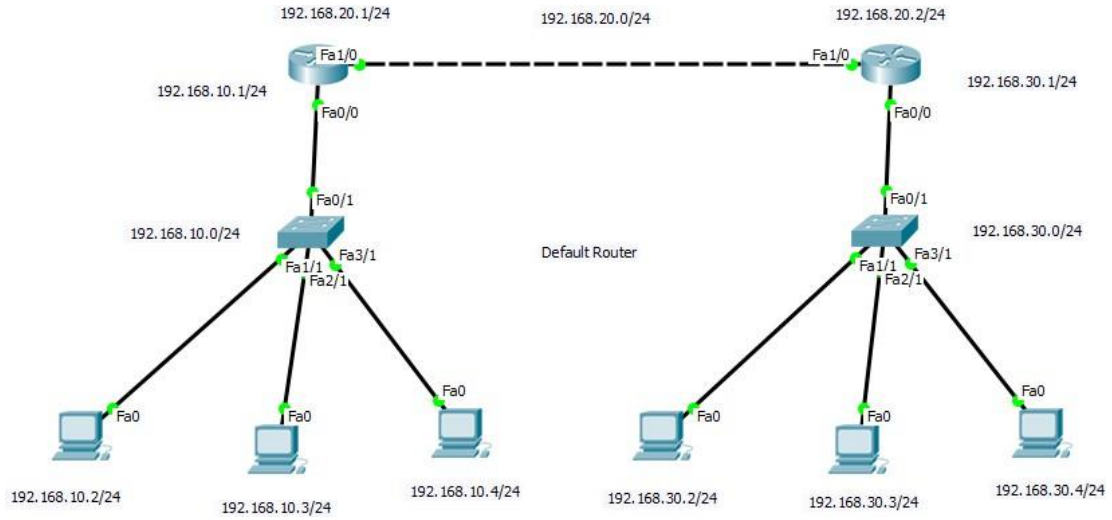 192.168.20.1/24
192.168.20.0/24
192.168.20.2/24
Fa1/0
Fa1/0
192.168.10.1/24
192.168.30.1/24
Fa0/0
Fa0/0
Fa0/1
Fa0/1
192.168.10.0/24
192.168.30.0/24
Default Router
Fa1/1
Fa3/1
Fa2/1
Fa1/1
Fa3/1
Fa2/1
Fa0
Fa0
Fa0
Fa0
Fa0
Fa0
192.168.10.2/24
192.168.10.3/24
192.168.10.4/24
192.168.30.2/24
192.168.30.3/24
192.168.30.4/24